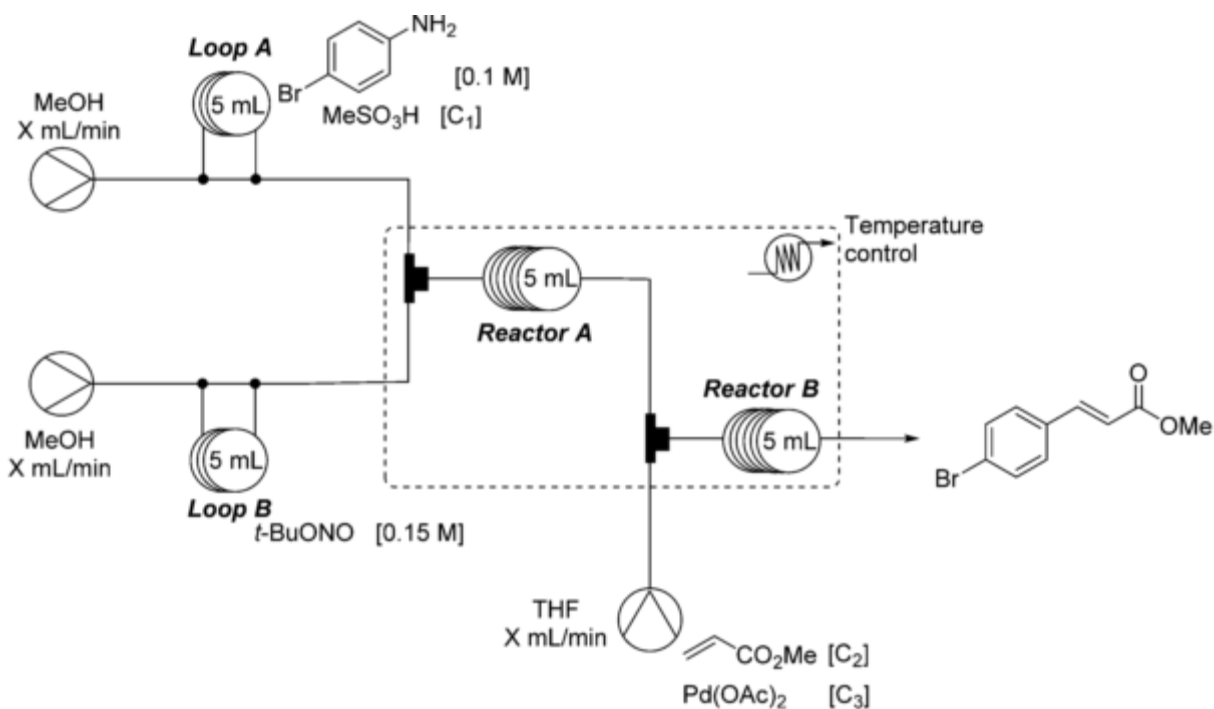 Loop A
NH2
5 mL
[0.1 M]
Br
MeSO3H [C1]
MeOH
X mL/min
Temperature
control
5 mL
Reactor A
Reactor B
5 mL
O
OMe
Br
MeOH
X mL/min
5 mL
Loop B
t-BuONO [0.15 M]
THF
X mL/min
CO2Me [C2]
Pd(OAc)2 [C3]